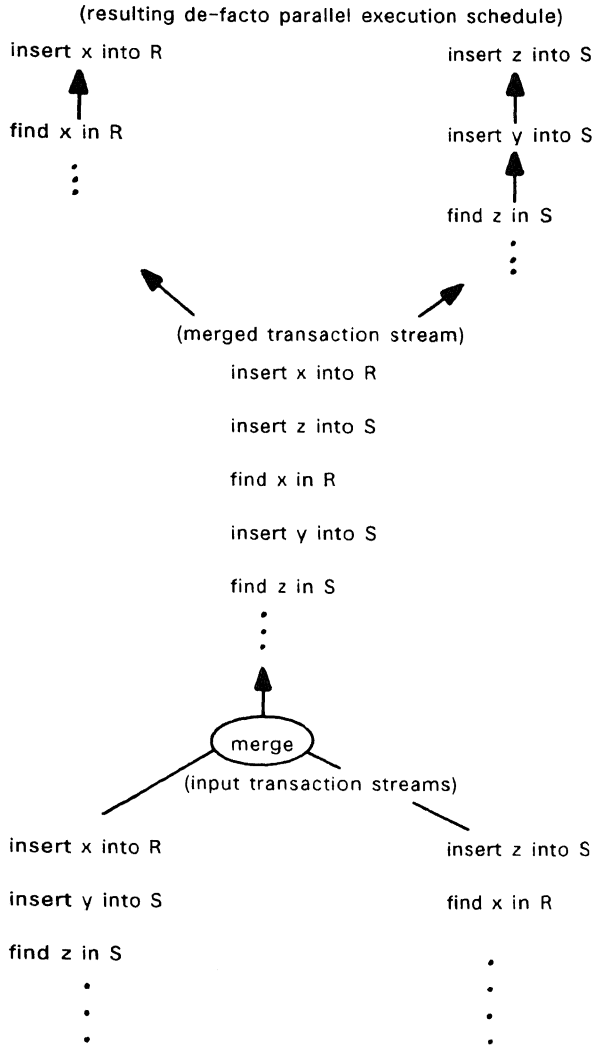 (resulting de-facto parallel execution schedule)
insert x into R
insert z into S
find x in R
insert y into S
find z in S
(merged transaction stream)
insert x into R
insert z into S
find x in R
insert y into S
find z in S
merge
(input transaction streams)
insert x into R
insert z into S
insert y into S
find x in R
find z in S